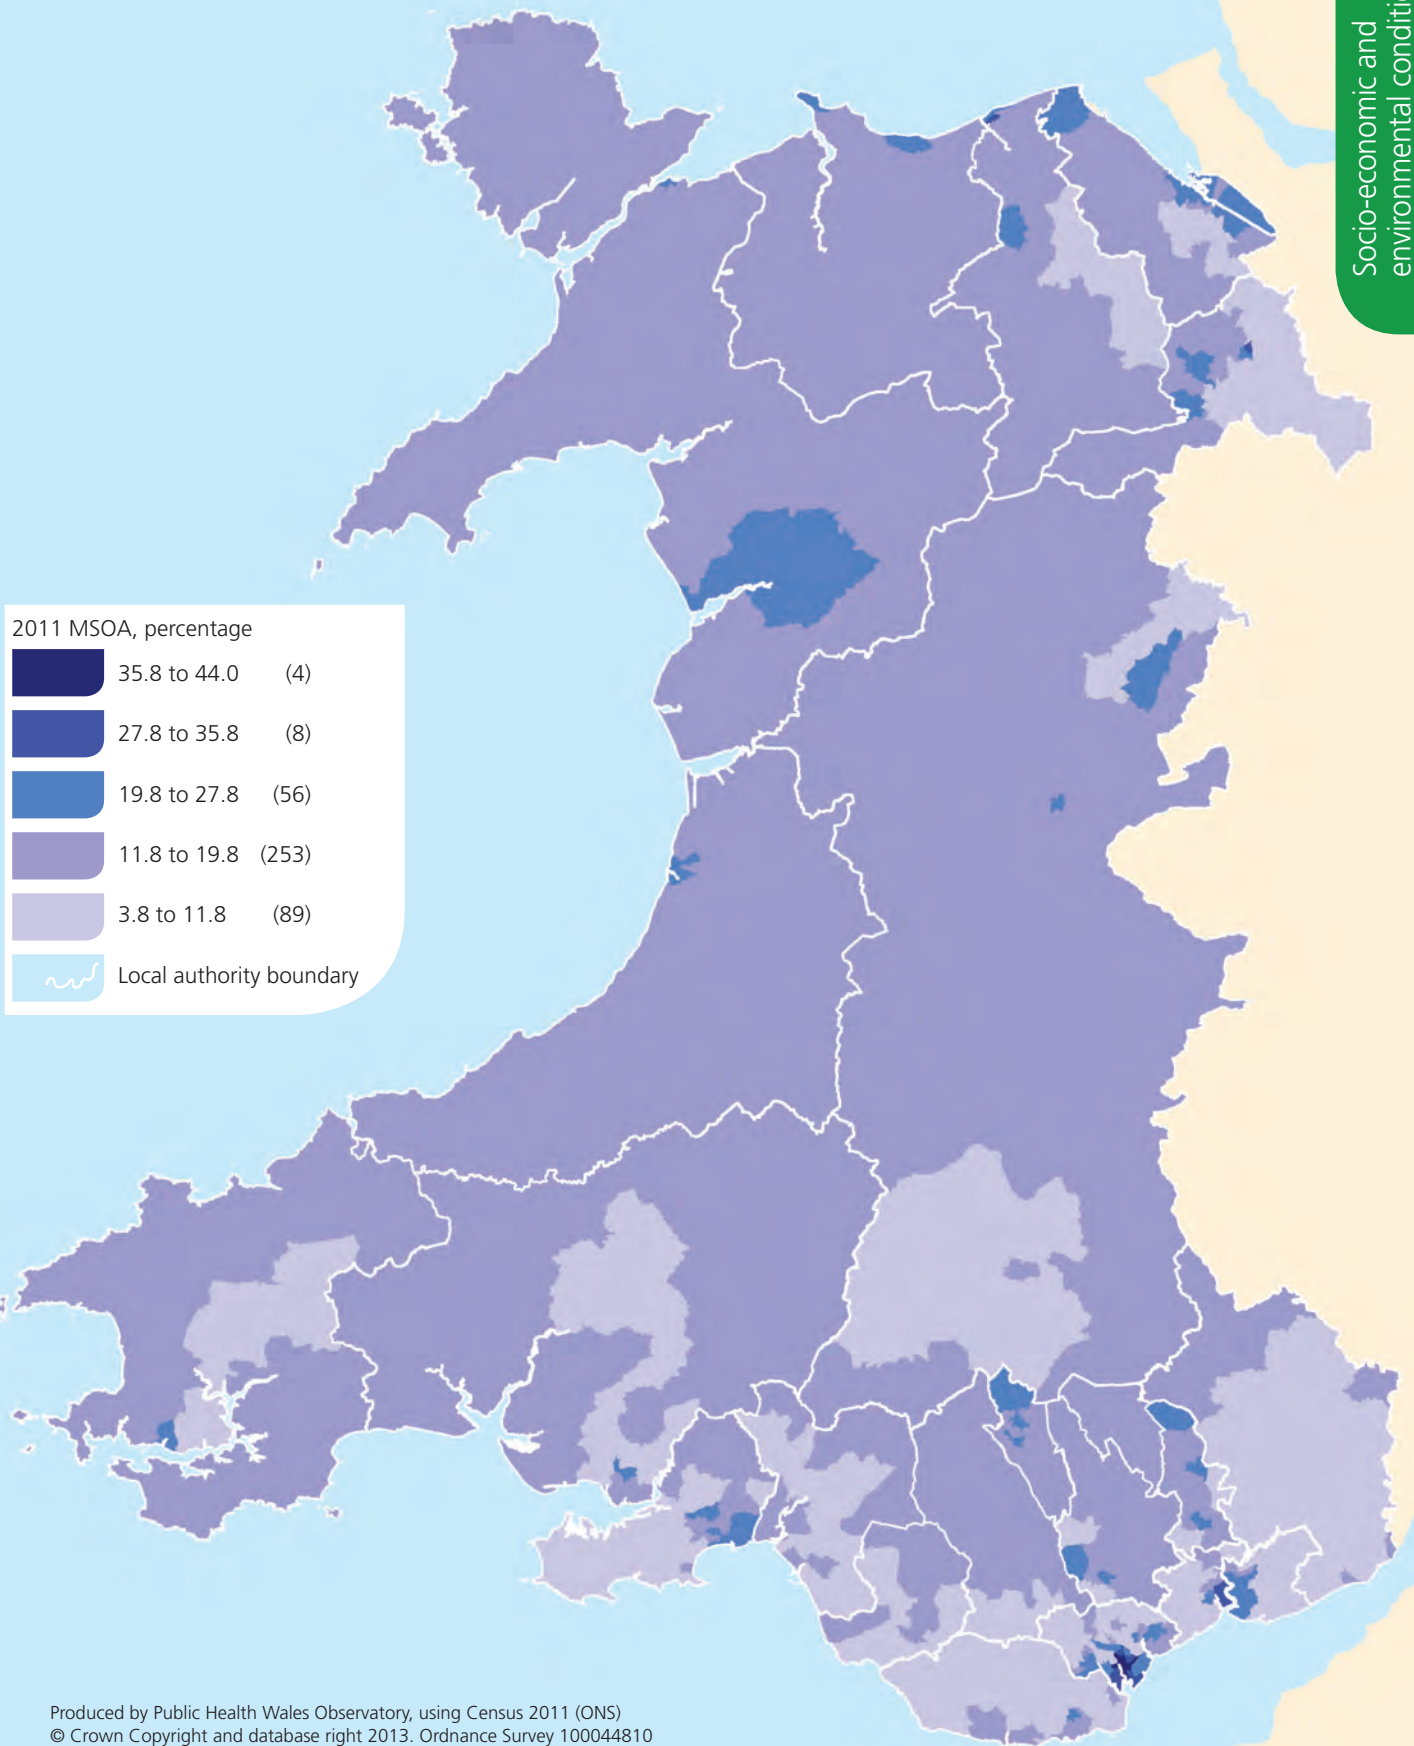 Socio-economic and
environmental
2011 MSOA, percentage
35.8 to 44.0 (4)
27.8 to 35.8 (8)
19.8 to 27.8 (56)
11.8 to 19.8 (253)
3.8 to 11.8 (89)
Local authority boundary
Produced by Public Health Wales Observatory, using Census 2011 (ONS)
© Crown Copyright and database right 2013. Ordnance Survey 100044810